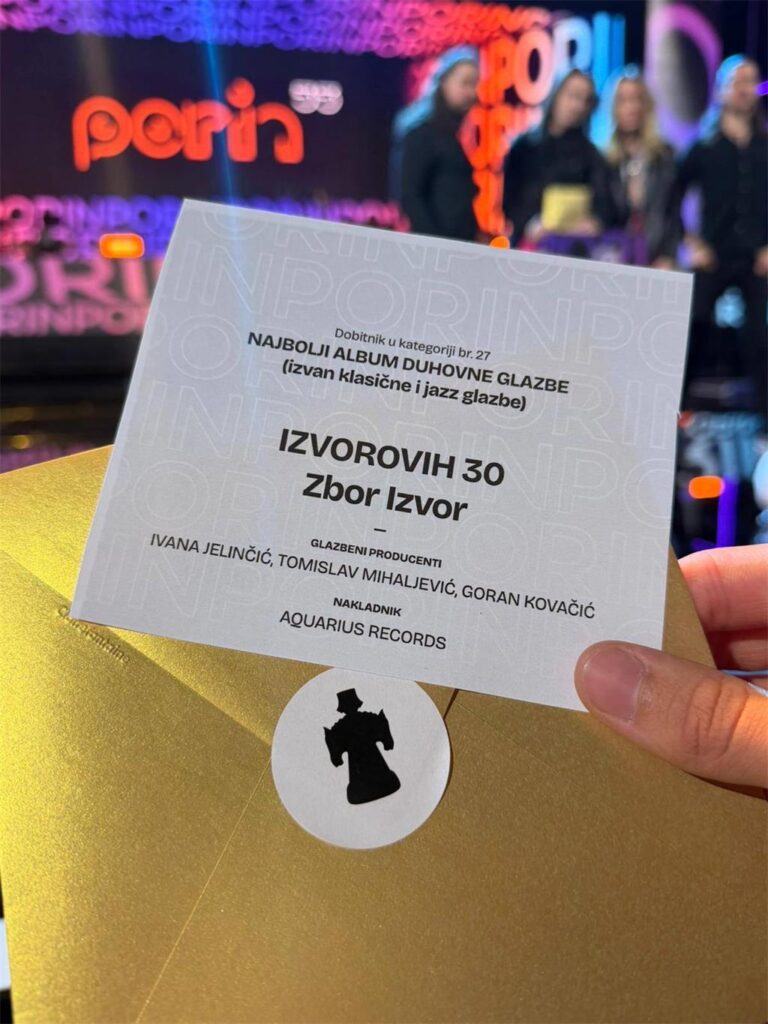 porin
Dobitnik u kategoriji br. 27
NAJBOLJI ALBUM DUHOVNE GLAZBE
(izvan klasične i jazz glazbe)
IZVOROVIH 30
Zbor Izvor
–
GLAZBENI PRODUCENTI
IVANA JELINČIĆ, TOMISLAV MIHALJEVIĆ, GORAN KOVAČIĆ
NAKLADNIK
AQUARIUS RECORDS